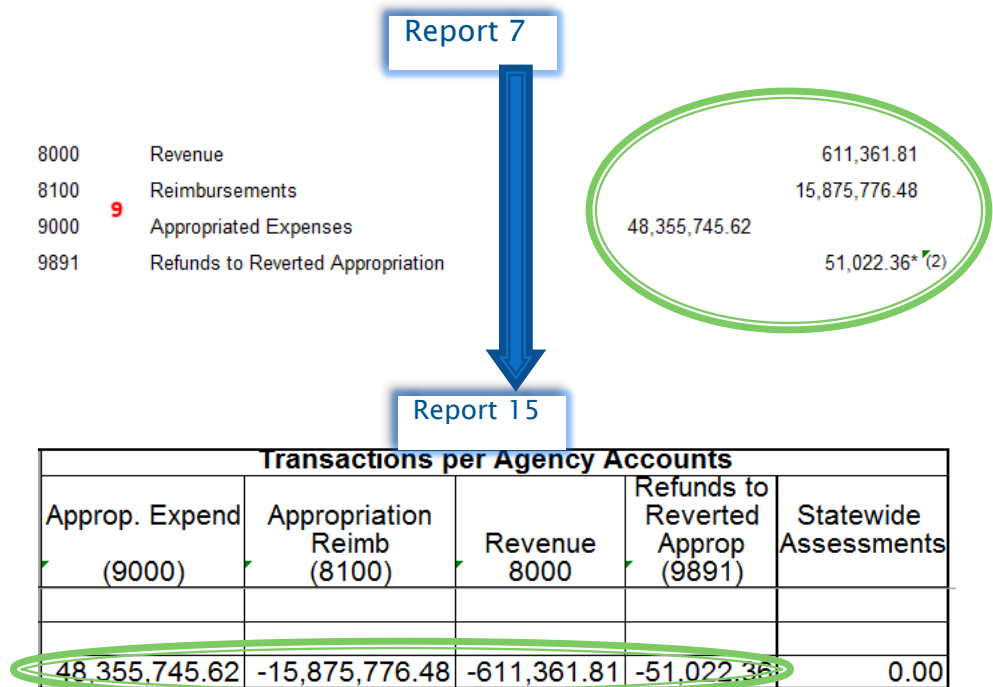 Report 7
8000 Revenue 611,361.81
8100 Reimbursements 15,875,776.48
9
9000 Appropriated Expenses 48,355,745.62
9891 Refunds to Reverted Appropriation 51,022.36* (2)
Report 15
Transactions per Agency Accounts
Approp. Expend (9000)
Appropriation
Reimb
(8100)
Revenue
8000
Refunds to
Reverted
Approp
(9891)
Statewide
Assessments
48,355,745.62 -15,875,776.48 -611,361.81 -51,022.36 0.00